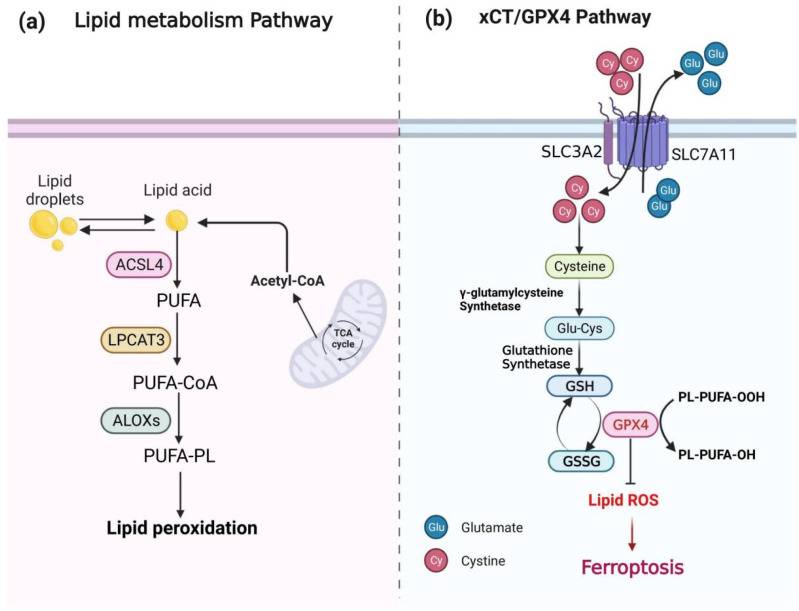 (a) Lipid metabolism Pathway
Lipid
droplets
Lipid acid
ACSL4
Acetyl-CoA
PUFA
TCA
cycle
LPCAT3
PUFA-CoA
ALOXs
PUFA-PL
Lipid peroxidation
(b) xCT/GPX4 Pathway
Cy
Cy
Cy
Glu
Glu
Glu
SLC3A2
SLC7A11
Cy
Cy
Cy
Glu
Glu
Cysteine
γ-glutamylcysteine
Synthetase
Glu-Cys
Glutathione
Synthetase
GSH
PL-PUFA-OOH
GPX4
GSSG
PL-PUFA-OH
Lipid ROS
Glu Glutamate
Cy Cystine
Ferroptosis